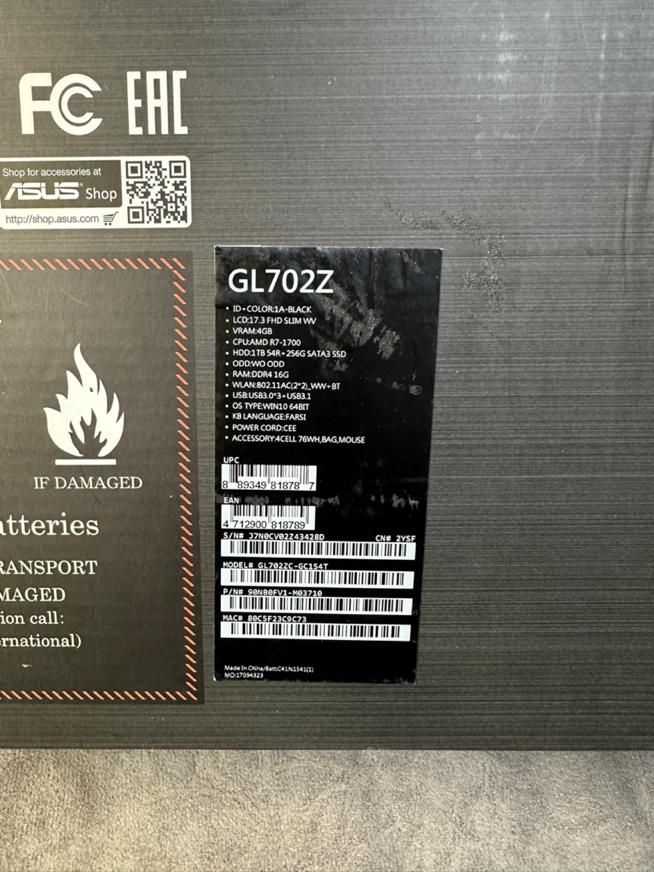 FC EAC
Shop for accessories at
ASUS Shop
http://shop.asus.com
GL702Z
• ID+COLOR:1A-BLACK
• LCD:17.3 FHD SLIM WV
• VRAM:4GB
• CPU:AMD R7-1700
• HDD:1TB 54R+256G SATA3 SSD
• ODD:WO ODD
• RAM:DDR4 16G
• WLAN:802.11AC(2*2)_WW+BT
• USB:USB3.0*3+USB3.1
• OS TYPE:WIN10 64BIT
• KB LANGUAGE:FARSI
• POWER CORD:CEE
• ACCESSORY:4CELL 76WH,BAG,MOUSE
UPC
8 89349 81878 7
EAN
4 712900 818789
S/N# J7N0CV02Z43428D CN# 2YSF
MODEL# GL702ZC-GC154T
P/N# 90NB0FV1-M03710
MAC# 80C5F23C9C73
Made In China/Batt:C41N1541(1)
MO:17094323
IF DAMAGED
atteries
RANSPORT
MAGED
ion call:
ernational)